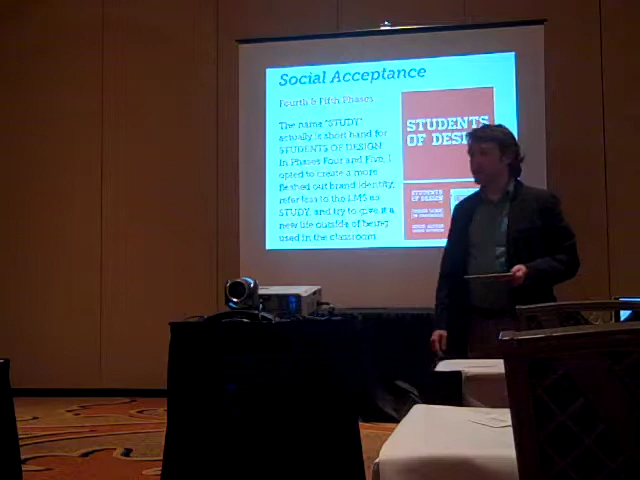 Social Acceptance
Fourth & Fifth Phases
The name "STUDY"
actually is short hand for
STUDENTS OF DESIGN.
In Phases Four and Five, I
opted to create a more
fleshed out brand identity,
refer less to the LMS as
STUDY, and try to give it a
new life outside of being
used in the classroom.
STUDENTS
OF DESIGN
STUDENTS
OF DESIGN